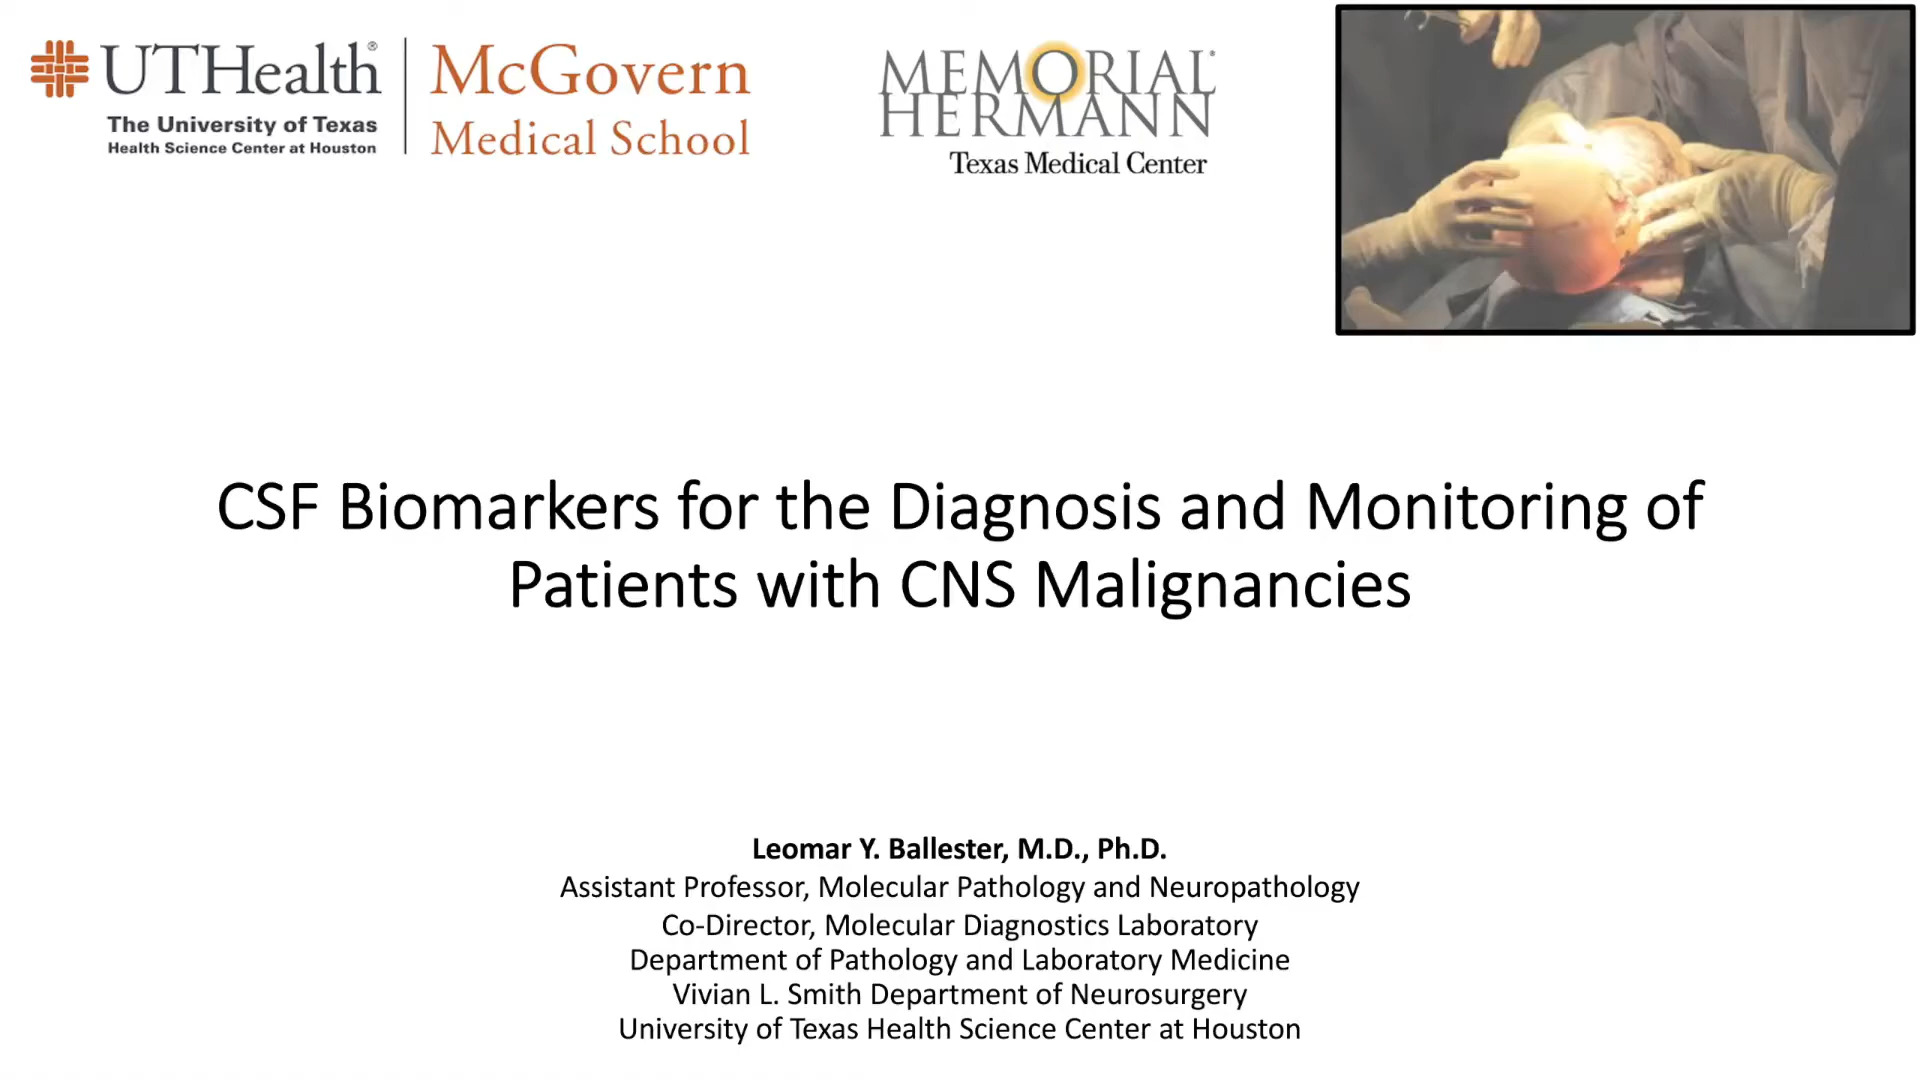 UTHealth®
The University of Texas
Health Science Center at Houston
McGovern
Medical School
MEMORIAL®
HERMANN
Texas Medical Center
CSF Biomarkers for the Diagnosis and Monitoring of
Patients with CNS Malignancies
Leomar Y. Ballester, M.D., Ph.D.
Assistant Professor, Molecular Pathology and Neuropathology
Co-Director, Molecular Diagnostics Laboratory
Department of Pathology and Laboratory Medicine
Vivian L. Smith Department of Neurosurgery
University of Texas Health Science Center at Houston